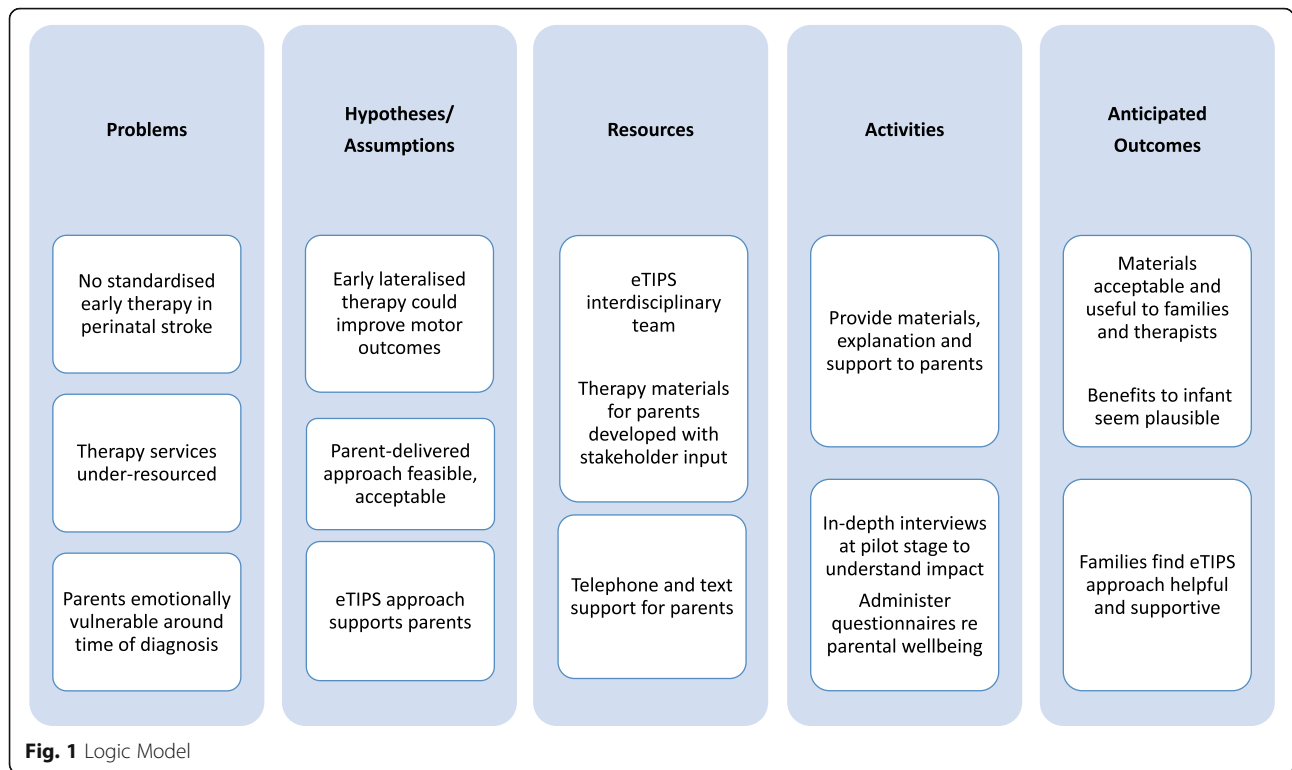 Problems
No standardised
early therapy in
perinatal stroke
Therapy services
under-resourced
Parents emotionally
vulnerable around
time of diagnosis
Hypotheses/
Assumptions
Early lateralised
therapy could
improve motor
outcomes
Parent-delivered
approach feasible,
acceptable
eTIPS approach
supports parents
Resources
eTIPS
interdisciplinary
team
Therapy materials
for parents
developed with
stakeholder input
Telephone and text
support for parents
Activities
Provide materials,
explanation and
support to parents
In-depth interviews
at pilot stage to
understand impact
Administer
questionnaires re
parental wellbeing
Anticipated
Outcomes
Materials
acceptable and
useful to families
and therapists
Benefits to infant
seem plausible
Families find eTIPS
approach helpful
and supportive
Fig. 1 Logic Model